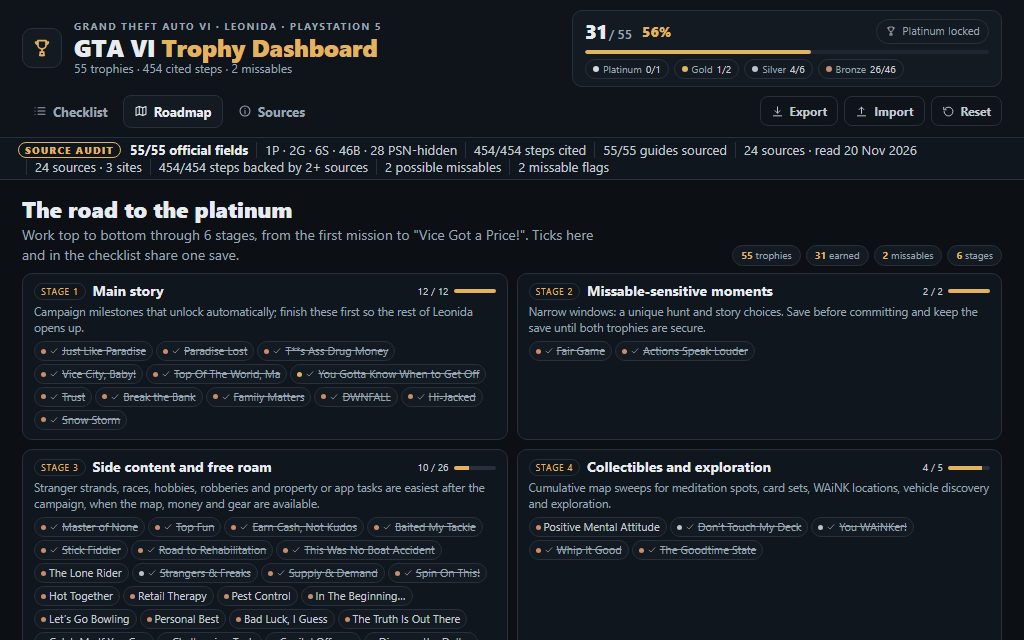 GRAND THEFT AUTO VI • LEONIDA • PLAYSTATION 5
GTA VI Trophy Dashboard
55 trophies · 454 cited steps · 2 missables
31 / 55 56%
Platinum locked
Platinum 0/1 Gold 1/2 Silver 4/6 Bronze 26/46
Checklist Roadmap Sources
Export Import Reset
SOURCE AUDIT 55/55 official fields 1P · 2G · 6S · 46B · 28 PSN-hidden 454/454 steps cited 55/55 guides sourced 24 sources · read 20 Nov 2026
24 sources · 3 sites 454/454 steps backed by 2+ sources 2 possible missables 2 missable flags
The road to the platinum
Work top to bottom through 6 stages, from the first mission to "Vice Got a Price!". Ticks here
and in the checklist share one save.
55 trophies 31 earned 2 missables 6 stages
STAGE 1 Main story 12 / 12
Campaign milestones that unlock automatically; finish these first so the rest of Leonida
opens up.
Just Like Paradise Paradise Lost T**s Ass Drug Money
Vice City, Baby! Top Of The World, Ma You Gotta Know When to Get Off
Trust Break the Bank Family Matters DWNFALL Hi-Jacked
Snow Storm
STAGE 2 Missable-sensitive moments 2 / 2
Narrow windows: a unique hunt and story choices. Save before committing and keep the
save until both trophies are secure.
Fair Game Actions Speak Louder
STAGE 3 Side content and free roam 10 / 26
Stranger strands, races, hobbies, robberies and property or app tasks are easiest after the
campaign, when the map, money and gear are available.
Master of None Top Fun Earn Cash, Not Kudos Baited My Tackle
Stick Fiddler Road to Rehabilitation This Was No Boat Accident
The Lone Rider Strangers & Freaks Supply & Demand Spin On This!
Hot Together Retail Therapy Pest Control In The Beginning...
Let's Go Bowling Personal Best Bad Luck, I Guess The Truth Is Out There
STAGE 4 Collectibles and exploration 4 / 5
Cumulative map sweeps for meditation spots, card sets, WAiNK locations, vehicle discovery
and exploration.
Positive Mental Attitude Don't Touch My Deck You WAiNKer!
Whip It Good The Goodtime State